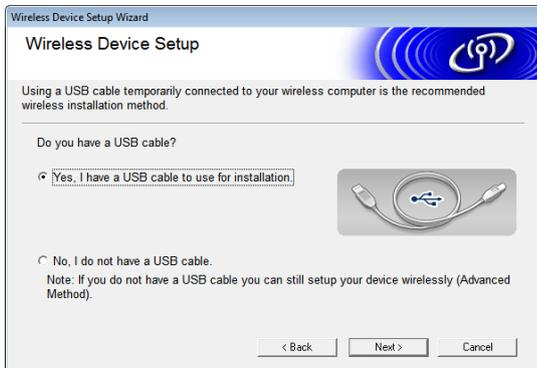 Wireless Device Setup Wizard
Wireless Device Setup
Using a USB cable temporarily connected to your wireless computer is the recommended
wireless installation method.
Do you have a USB cable?
Yes, I have a USB cable to use for installation.
No, I do not have a USB cable.
Note: If you do not have a USB cable you can still setup your device wirelessly (Advanced
Method).
< Back
Next >
Cancel